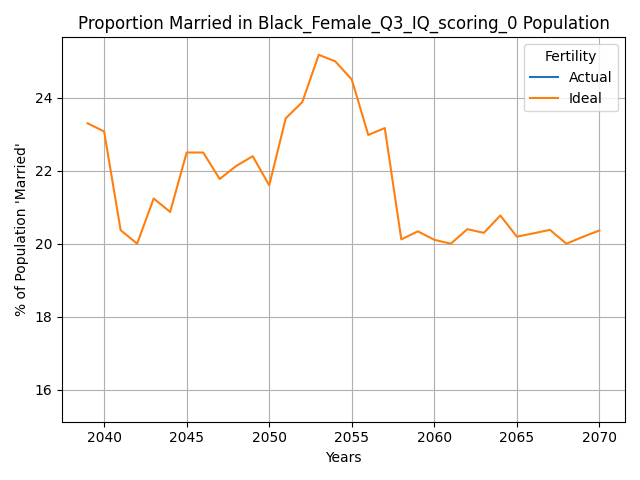 Proportion Married in Black_Female_Q3_IQ_scoring_0 Population
Fertility
Actual
Ideal
% of Population 'Married'
24
22
20
18
16
2040 2045 2050 2055 2060 2065 2070
Years